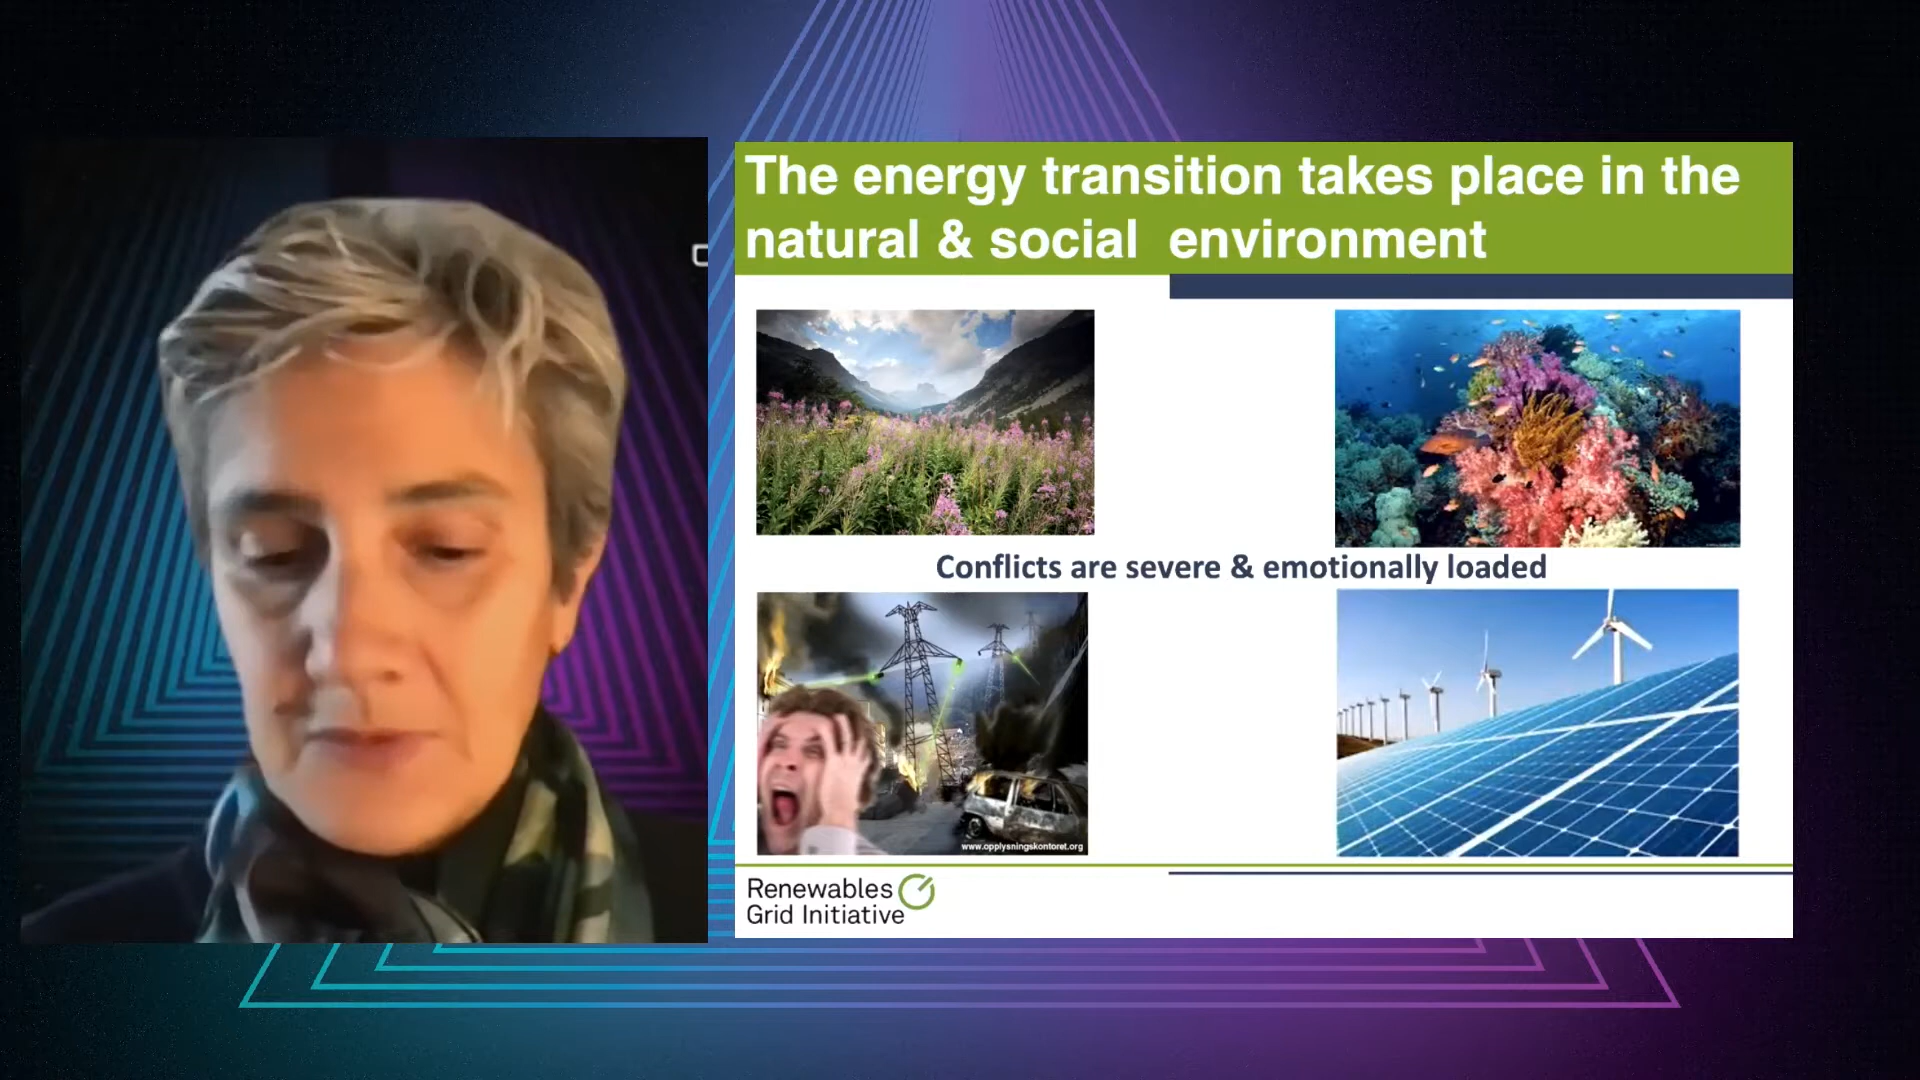 The energy transition takes place in the
natural & social environment
Conflicts are severe & emotionally loaded
www.opplysningskontoret.org
Renewables
Grid Initiative